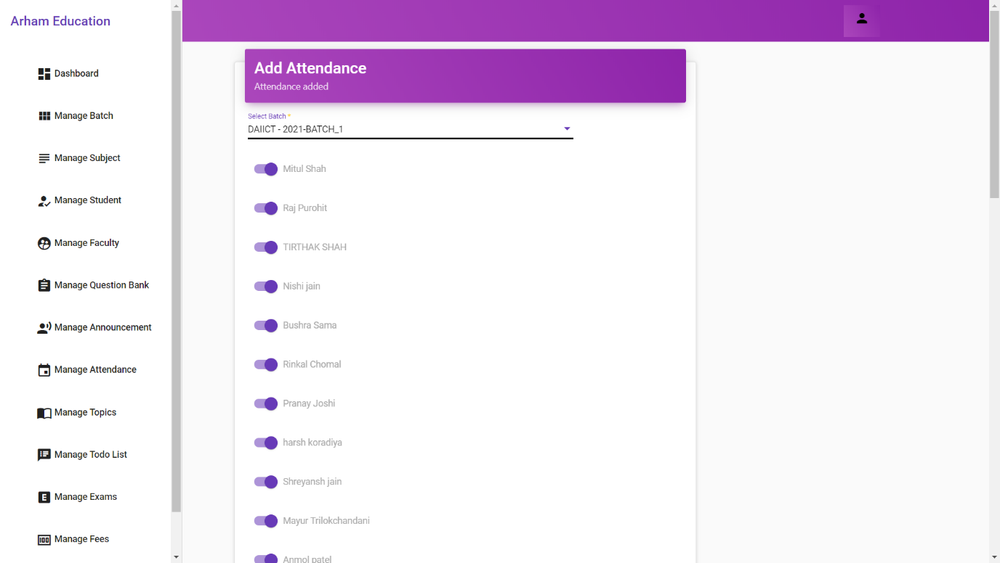 Arham Education
Dashboard
Manage Batch
Manage Subject
Manage Student
Manage Faculty
Manage Question Bank
Manage Announcement
Manage Attendance
Manage Topics
Manage Todo List
E Manage Exams
100 Manage Fees
Add Attendance
Attendance added
Select Batch *
DAIICT - 2021-BATCH_1
Mitul Shah
Raj Purohit
TIRTHAK SHAH
Nishi jain
Bushra Sama
Rinkal Chomal
Pranay Joshi
harsh koradiya
Shreyansh jain
Mayur Trilokchandani
Anmol patel